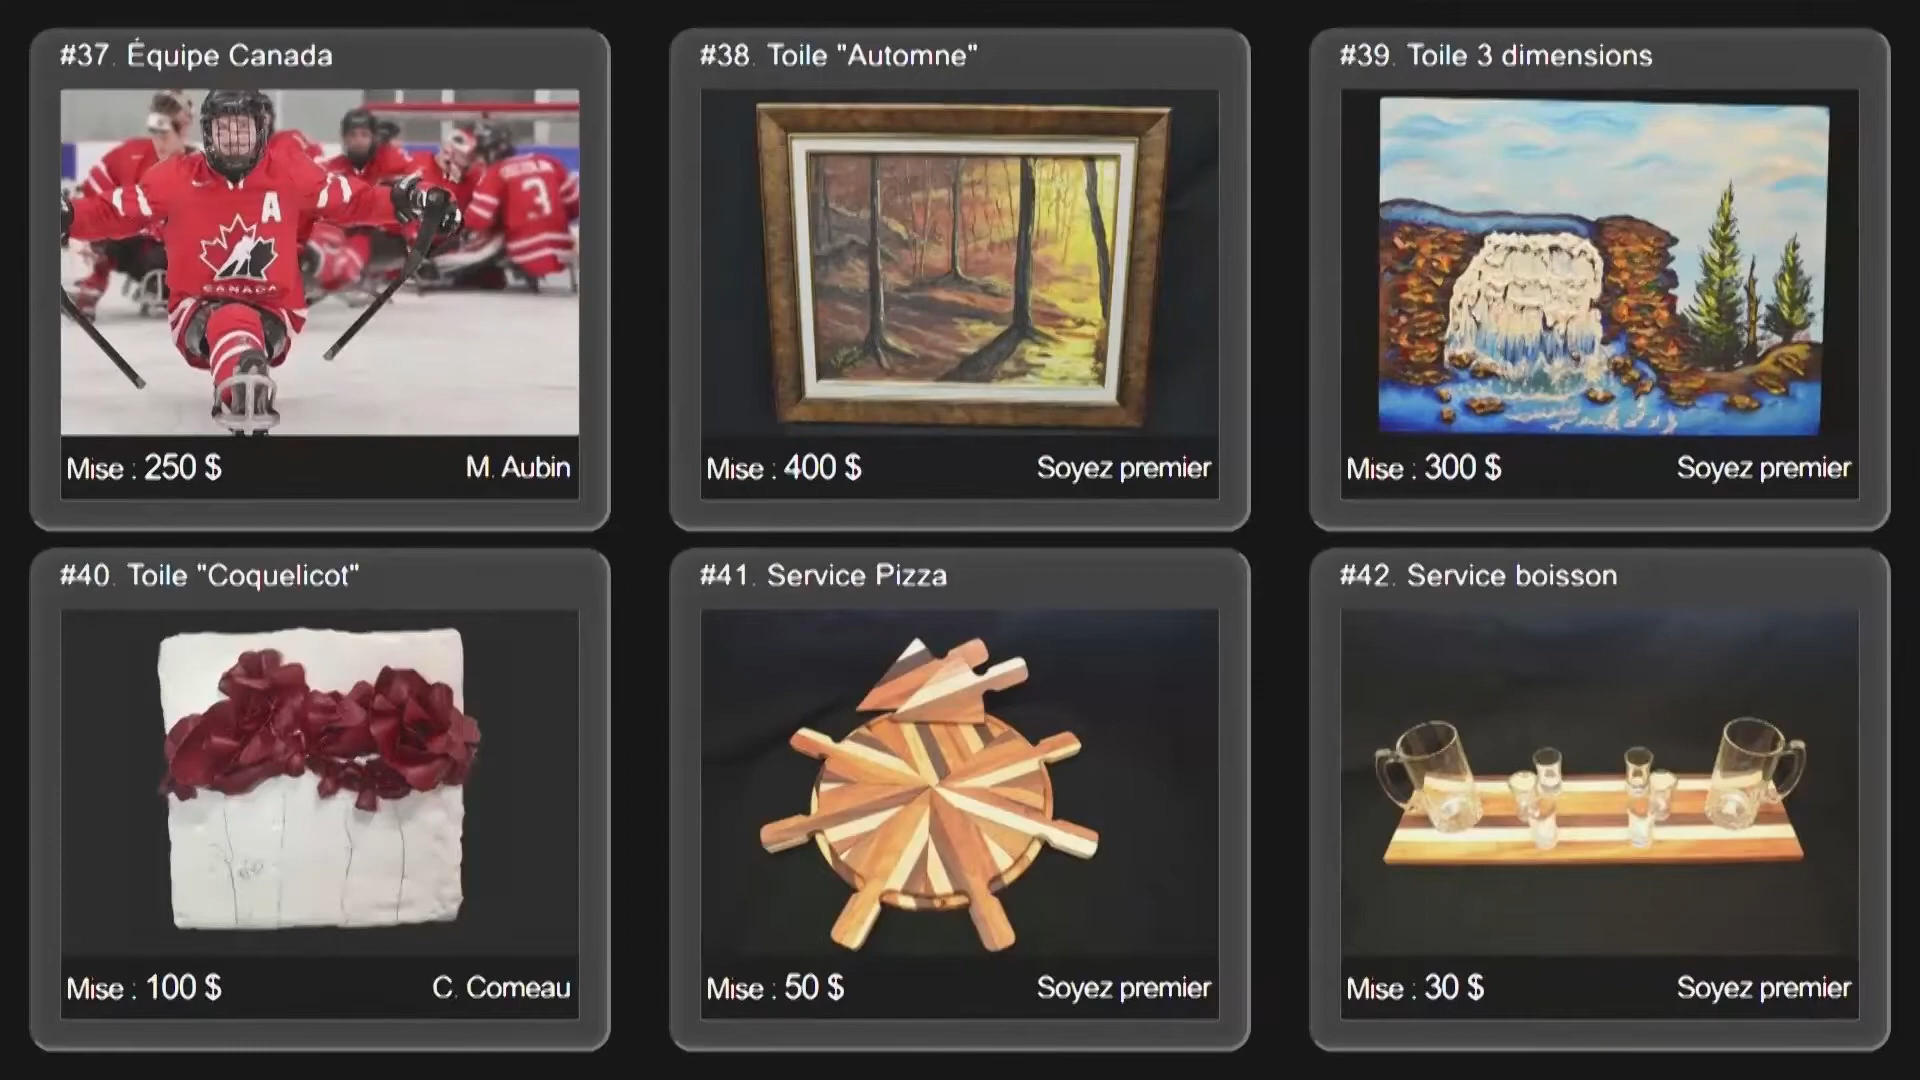 #37. Équipe Canada
A
CANADA
3
Mise : 250 $ M. Aubin
#38. Toile "Automne"
Mise : 400 $ Soyez premier
#39. Toile 3 dimensions
Mise : 300 $ Soyez premier
#40. Toile "Coquelicot"
Mise : 100 $ C. Comeau
#41. Service Pizza
Mise : 50 $ Soyez premier
#42. Service boisson
Mise : 30 $ Soyez premier